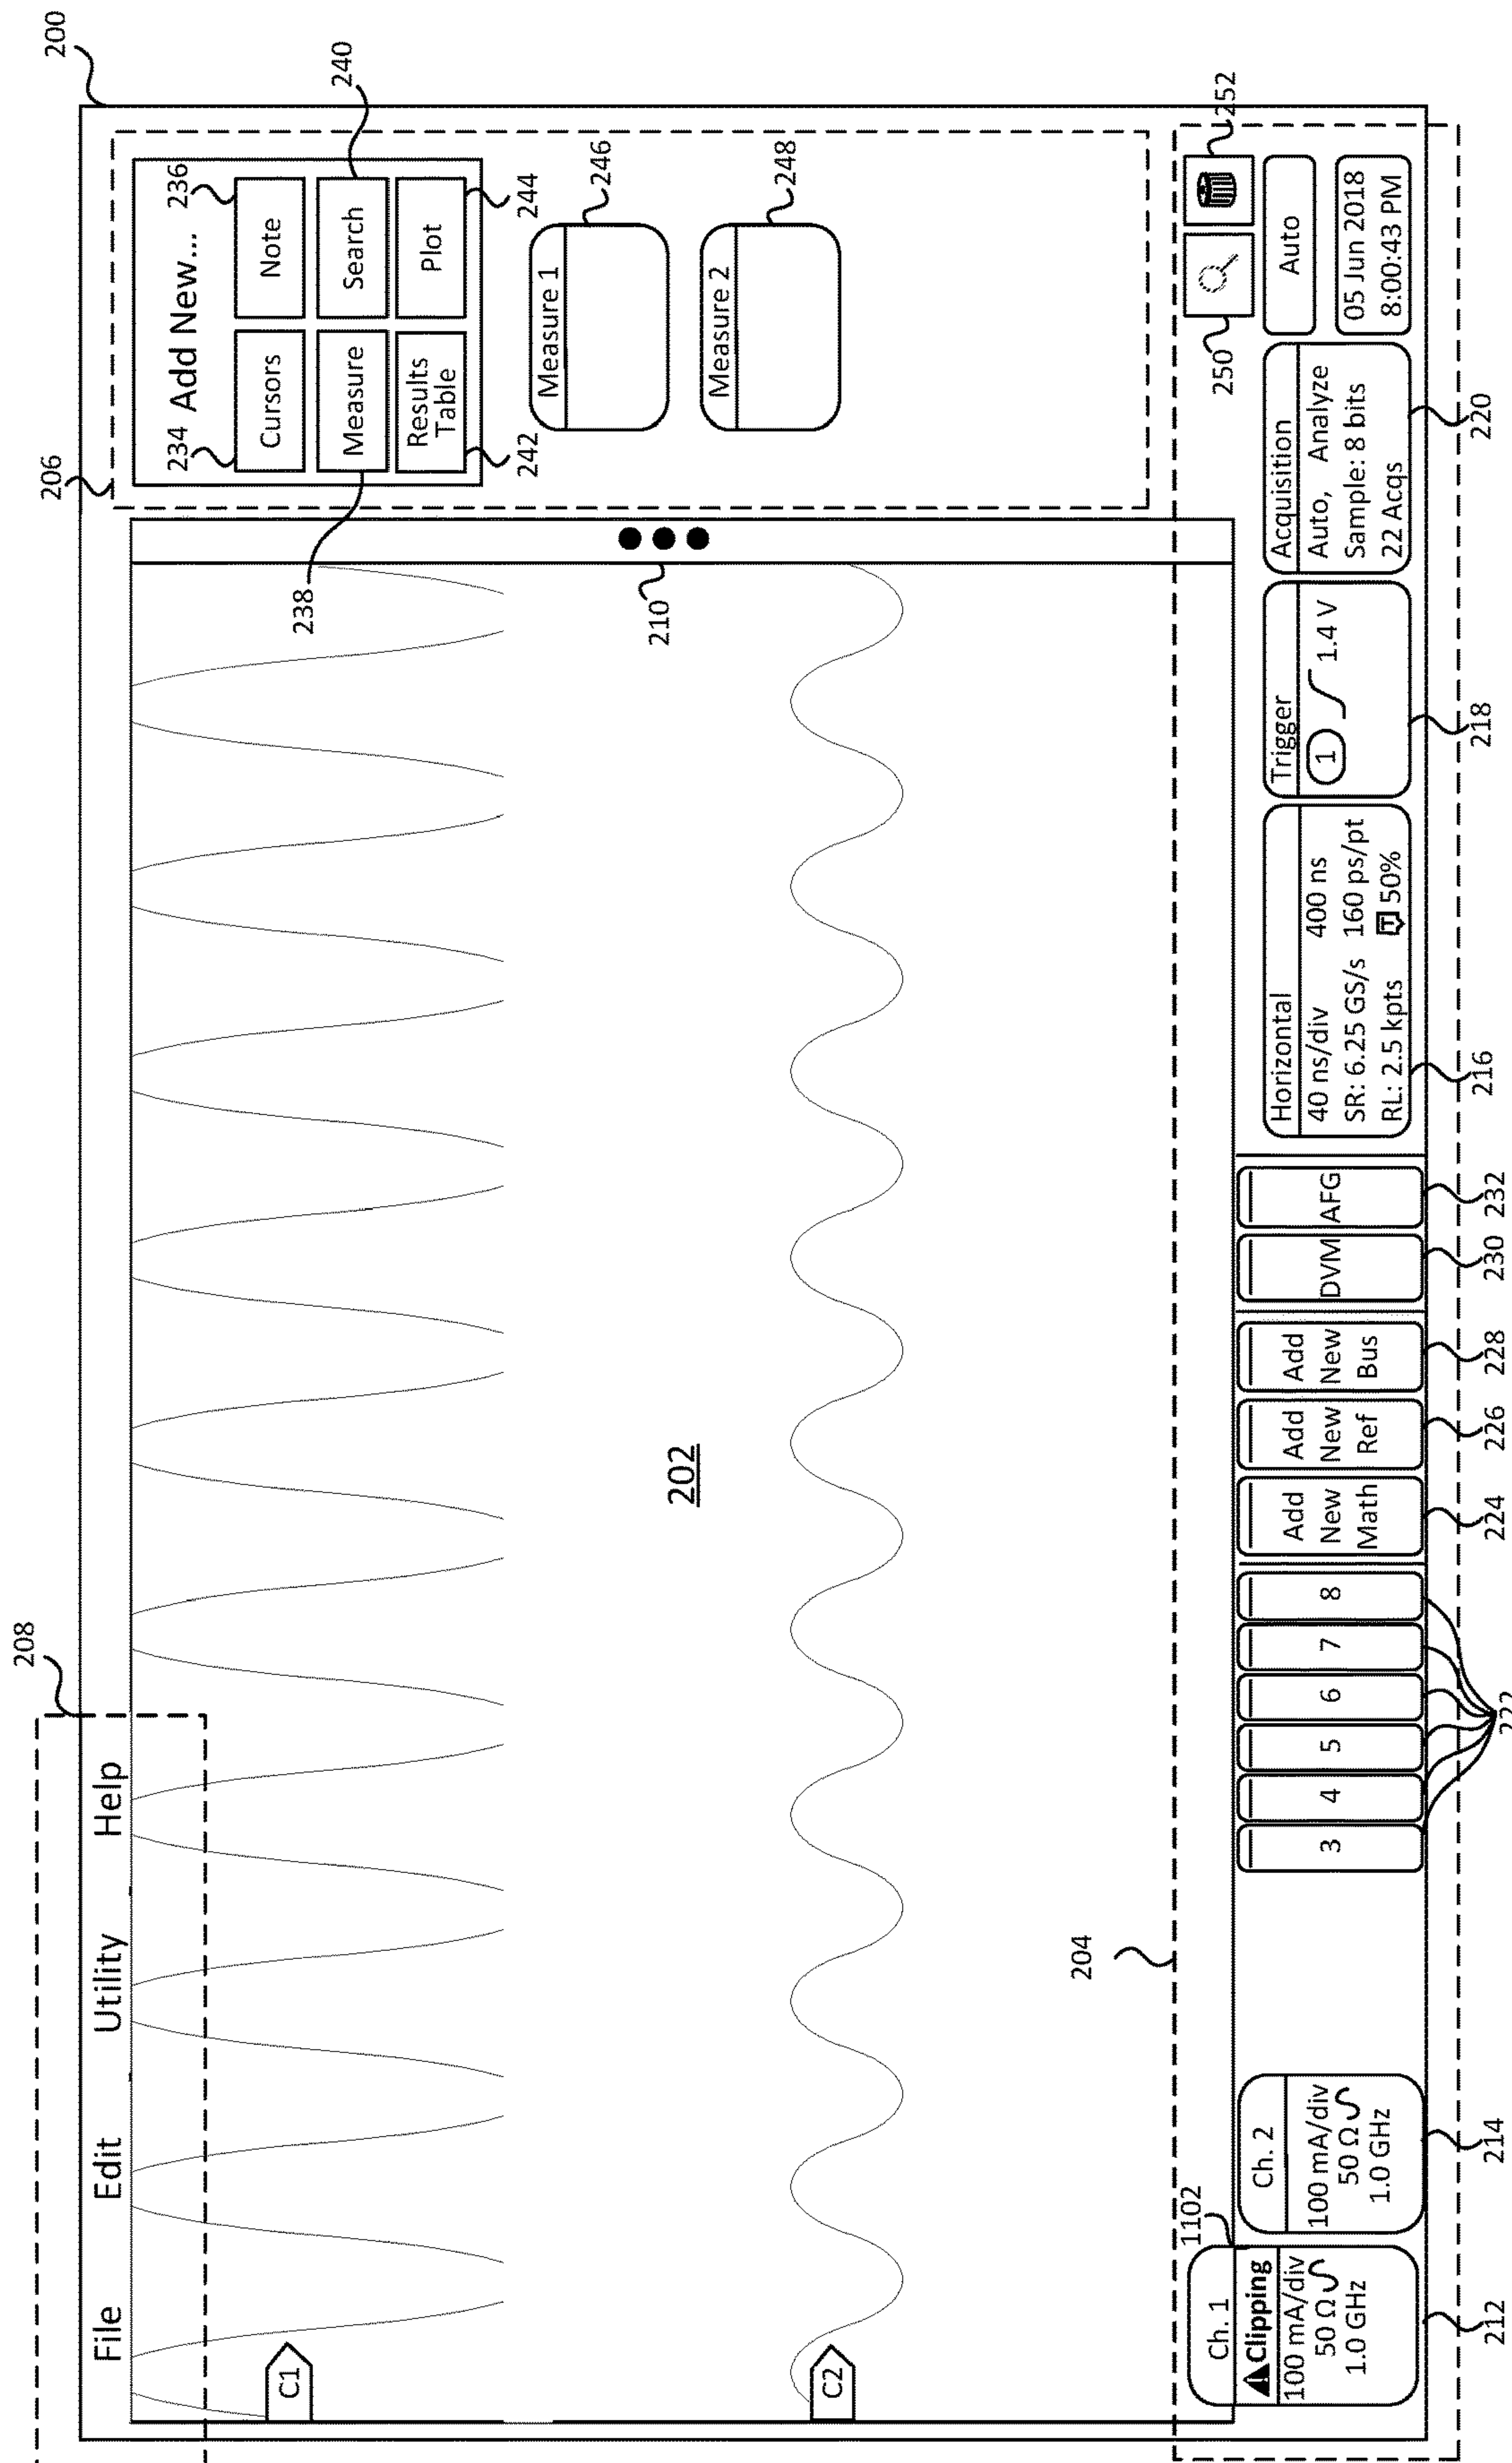 200
208
File Edit Utility Help
206
Add New...
234
236
Cursors
Note
240
Measure
Search
238
Results
Table
Plot
242
244
C1
246
Measure 1
210
202
248
Measure 2
C2
204
1102
250
252
Ch. 1
Clipping
100 mA/div
50 Ω
1.0 GHz
212
Ch. 2
100 mA/div
50 Ω
1.0 GHz
214
3
4
5
6
7
8
222
Add
New
Math
224
Add
New
Ref
226
Add
New
Bus
228
DVM
230
AFG
232
Horizontal
40 ns/div 400 ns
SR: 6.25 GS/s 160 ps/pt
RL: 2.5 kpts T 50%
216
Trigger
1 1.4 V
218
Acquisition
Auto, Analyze
Sample: 8 bits
22 Acqs
220
Auto
05 Jun 2018
8:00:43 PM